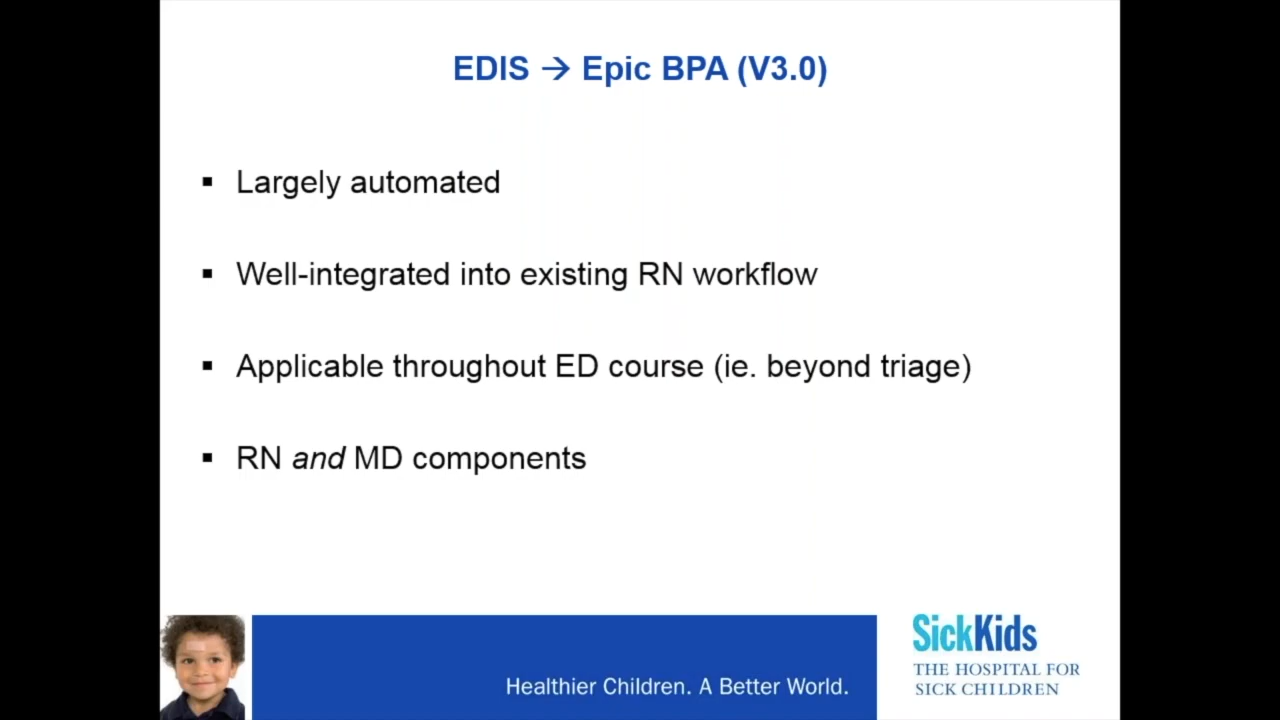 EDIS → Epic BPA (V3.0)
▪ Largely automated
▪ Well-integrated into existing RN workflow
▪ Applicable throughout ED course (ie. beyond triage)
▪ RN and MD components
Healthier Children. A Better World.
SickKids
THE HOSPITAL FOR
SICK CHILDREN